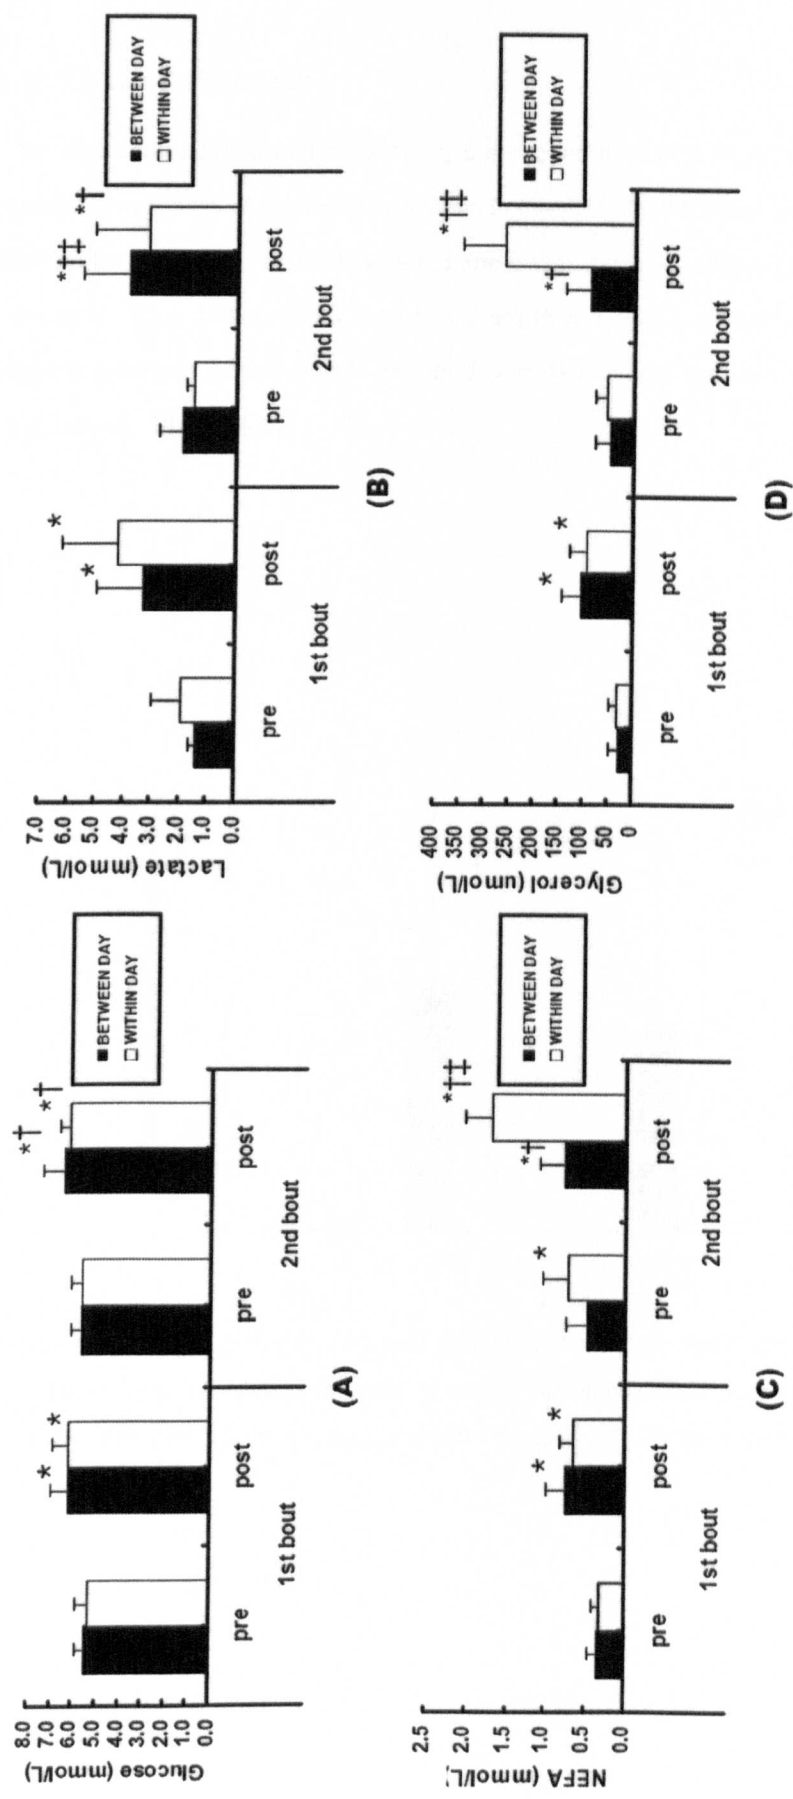 Glucose (mmol/L)
8.0
7.0
6.0
5.0
4.0
3.0
2.0
1.0
0.0
* * *† *†
pre post pre post
1st bout 2nd bout
■ BETWEEN DAY
□ WITHIN DAY
(A)
Lactate (mmol/L)
7.0
6.0
5.0
4.0
3.0
2.0
1.0
0.0
* * *†‡ *†
pre post pre post
1st bout 2nd bout
■ BETWEEN DAY
□ WITHIN DAY
(B)
NEFA (mmol/L)
2.5
2.0
1.5
1.0
0.5
0.0
* * * *† *†‡
pre post pre post
1st bout 2nd bout
■ BETWEEN DAY
□ WITHIN DAY
(C)
Glycerol (umol/L)
400
350
300
250
200
150
100
50
0
* * *† *†‡
pre post pre post
1st bout 2nd bout
■ BETWEEN DAY
□ WITHIN DAY
(D)